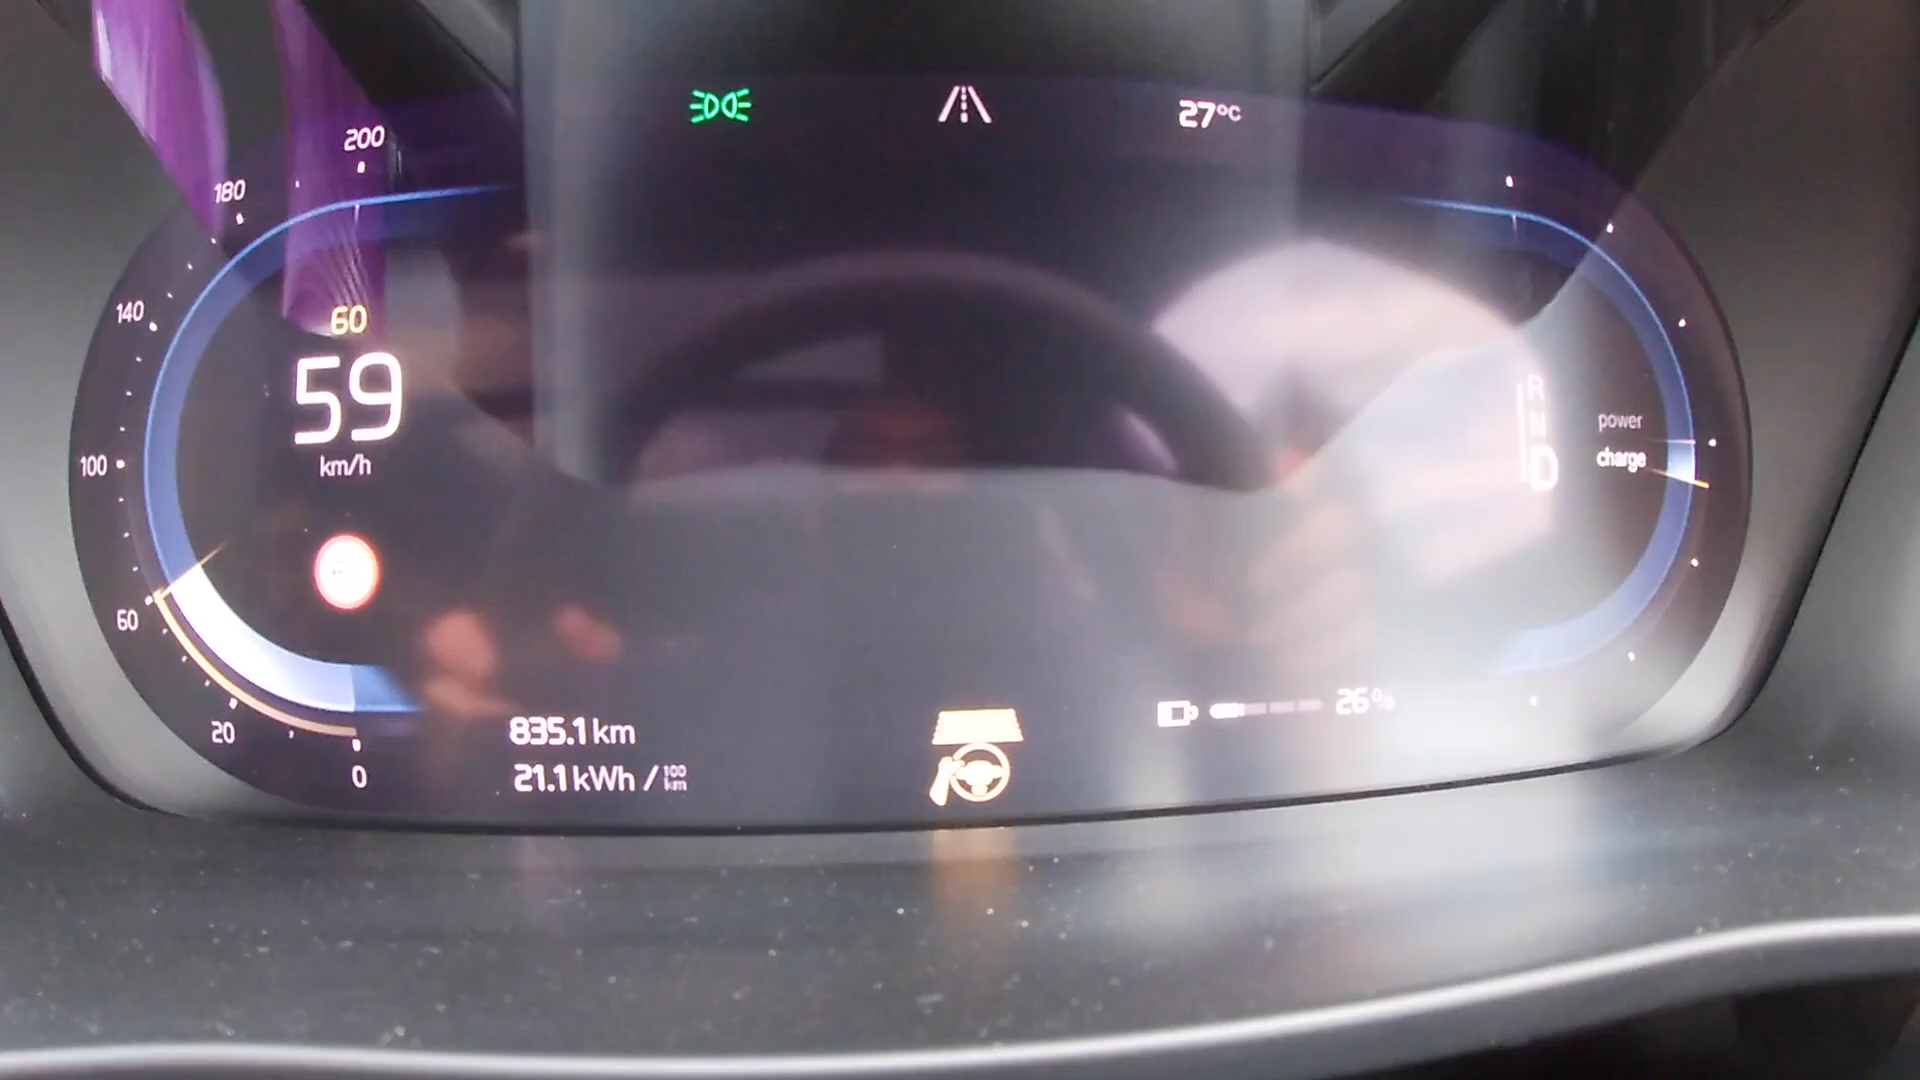 27°C
200
180
140
100
60
20
0
60
59
km/h
R
N
D
power
charge
835.1 km
21.1 kWh / 100 km
26%